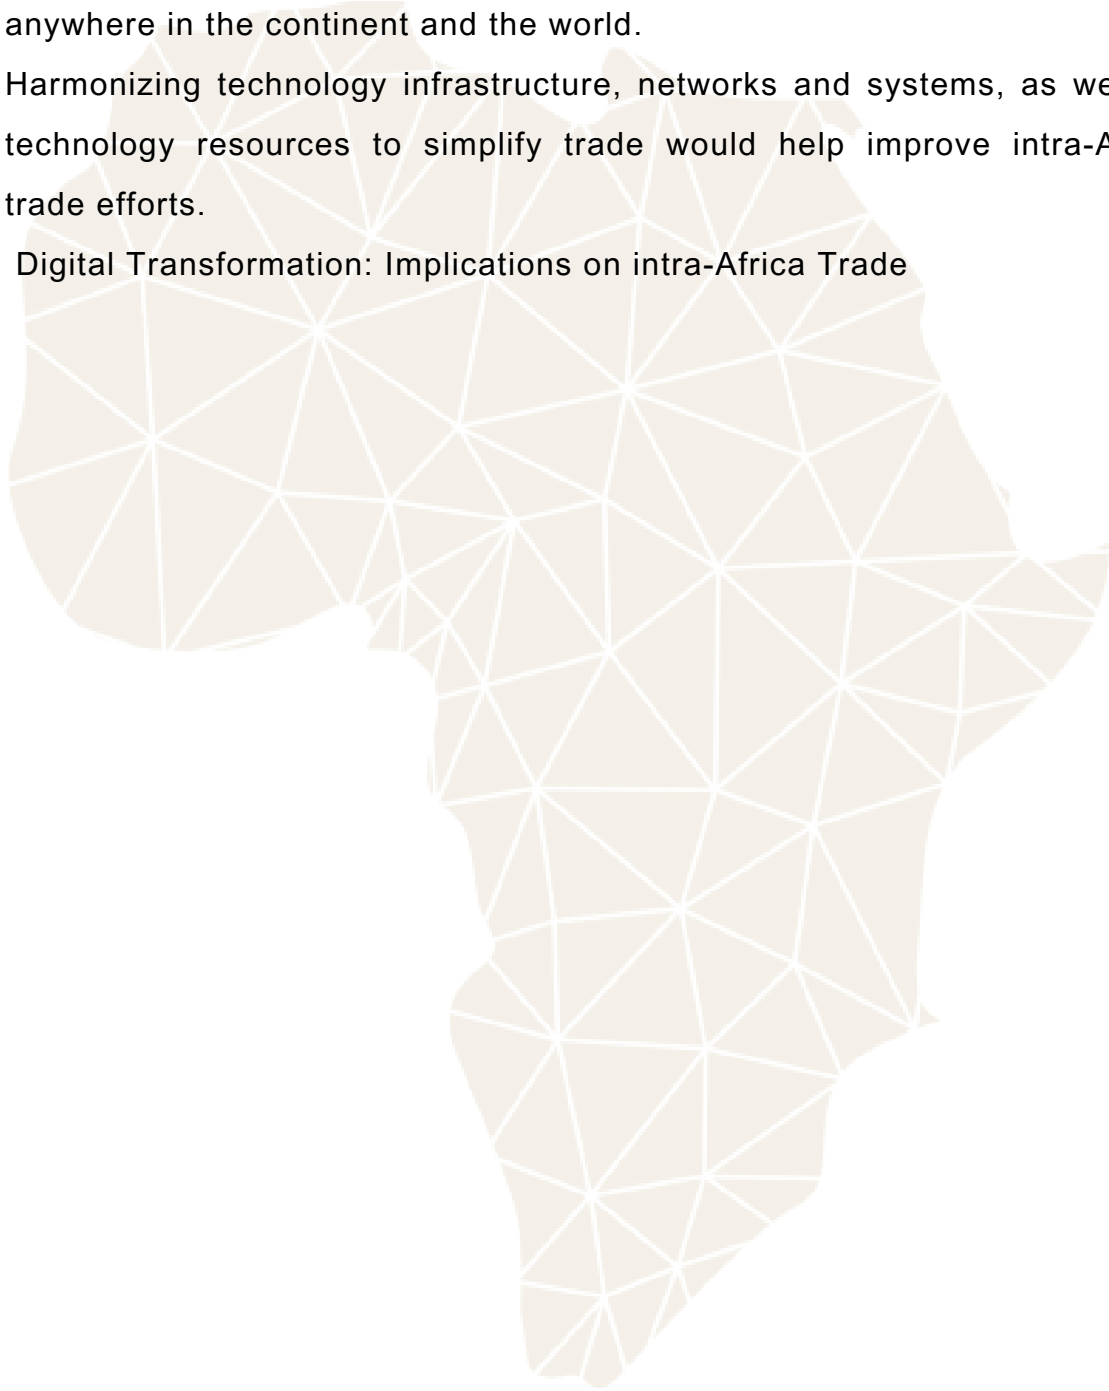 anywhere in the continent and the world.
Harmonizing technology infrastructure, networks and systems, as we
technology resources to simplify trade would help improve intra-A
trade efforts.
Digital Transformation: Implications on intra-Africa Trade